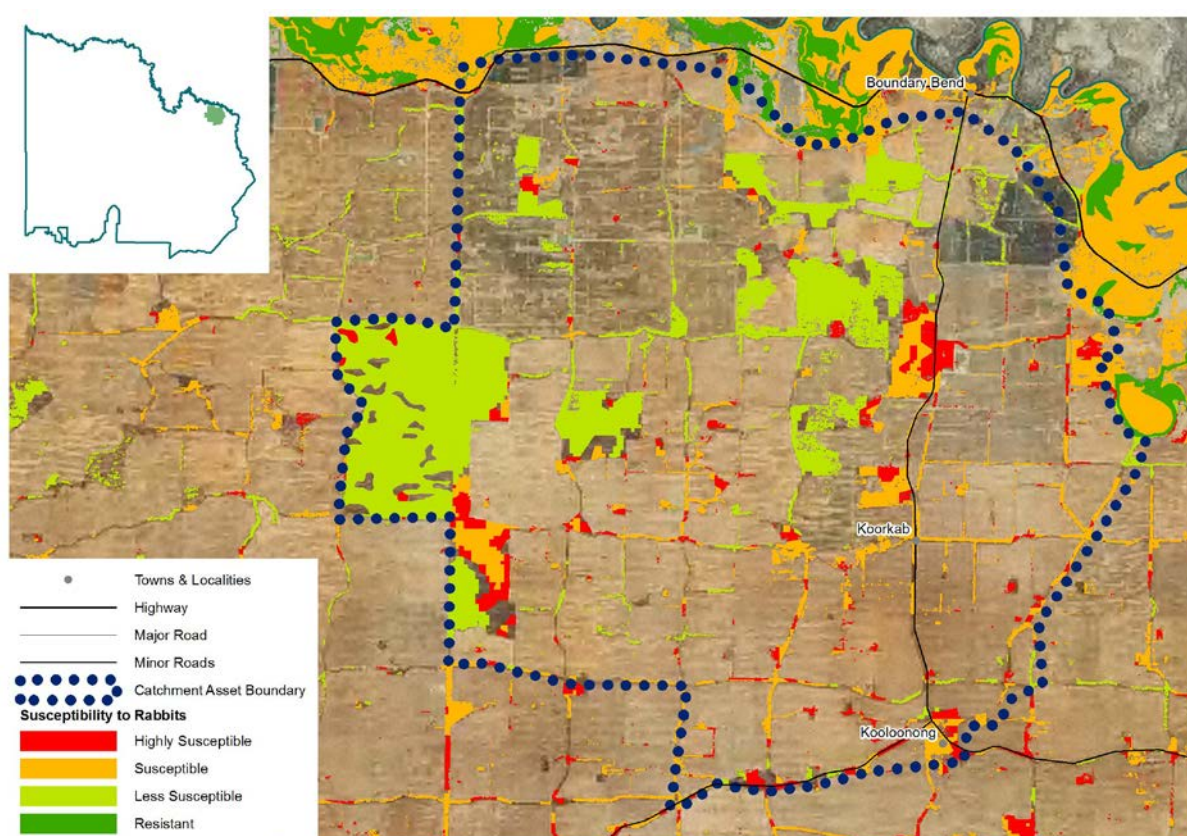 Boundary Bend
Koorkab
Kooloonong
Towns & Localities
Highway
Major Road
Minor Roads
Catchment Asset Boundary
Susceptibility to Rabbits
Highly Susceptible
Susceptible
Less Susceptible
Resistant